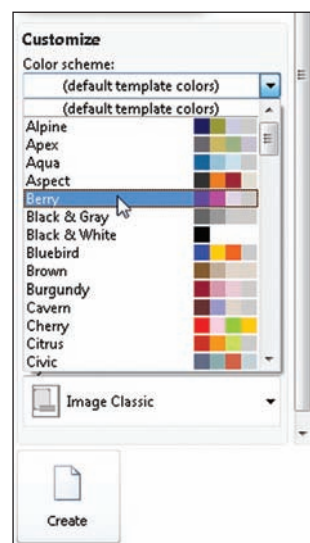 Customize
Color scheme:
(default template colors)
(default template colors)
Alpine
Apex
Aqua
Aspect
Berry
Black & Gray
Black & White
Bluebird
Brown
Burgundy
Cavern
Cherry
Citrus
Civic
Image Classic
Create